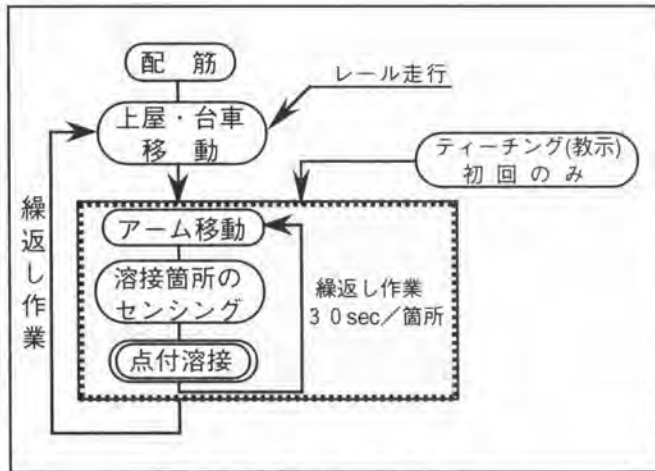 配　筋
レール走行
上屋・台車
移　動
ティーチング(教示)
初　回　の　み
アーム移動
溶接箇所の
センシング
点付溶接
繰返し作業
３０sec／箇所
繰返し作業